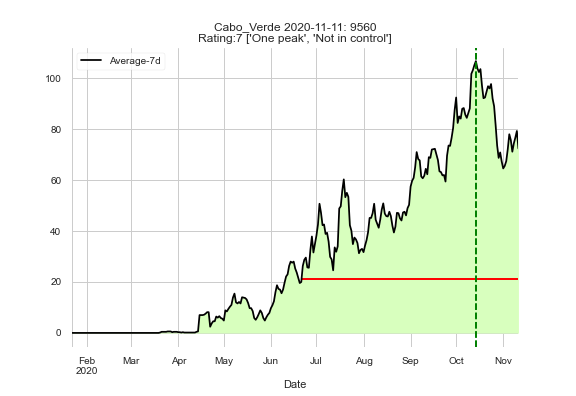 Cabo_Verde 2020-11-11: 9560
Rating:7 ['One peak', 'Not in control']
Average-7d
100
80
60
40
20
0
Feb Mar Apr May Jun Jul Aug Sep Oct Nov
2020
Date